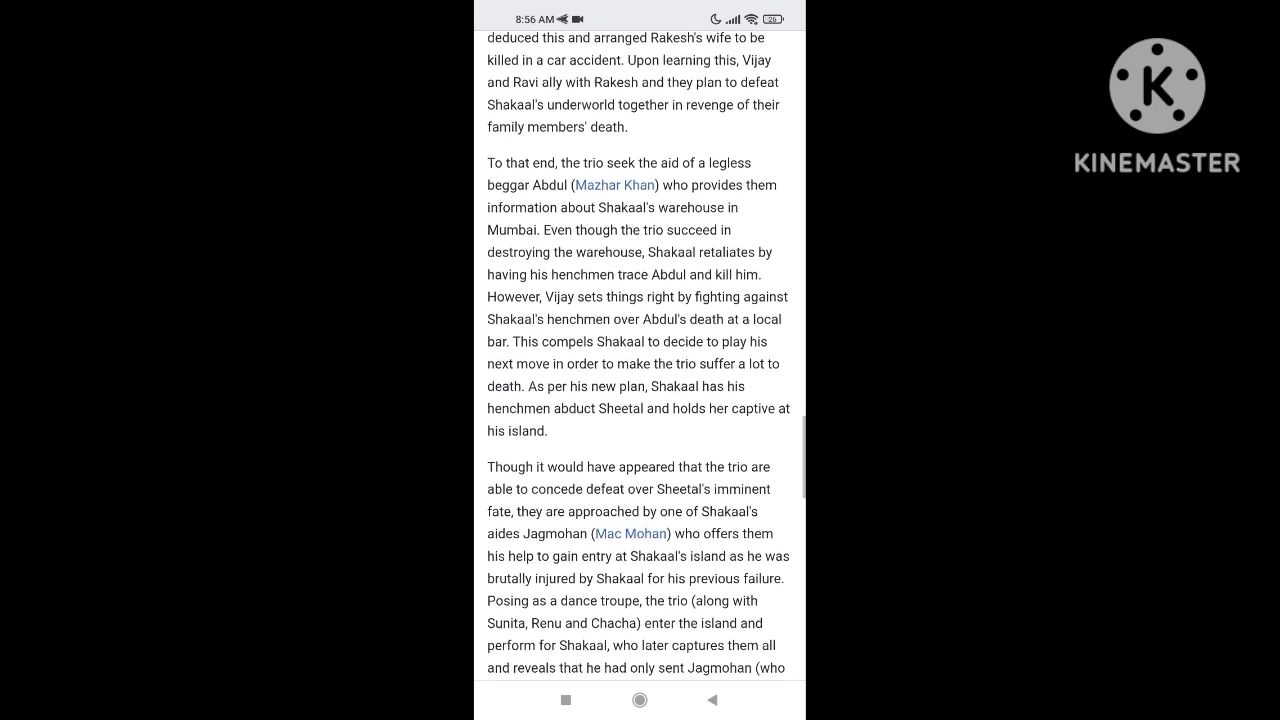 8:56 AM
26
deduced this and arranged Rakesh's wife to be
killed in a car accident. Upon learning this, Vijay
and Ravi ally with Rakesh and they plan to defeat
Shakaal's underworld together in revenge of their
family members' death.
To that end, the trio seek the aid of a legless
beggar Abdul (Mazhar Khan) who provides them
information about Shakaal's warehouse in
Mumbai. Even though the trio succeed in
destroying the warehouse, Shakaal retaliates by
having his henchmen trace Abdul and kill him.
However, Vijay sets things right by fighting against
Shakaal's henchmen over Abdul's death at a local
bar. This compels Shakaal to decide to play his
next move in order to make the trio suffer a lot to
death. As per his new plan, Shakaal has his
henchmen abduct Sheetal and holds her captive at
his island.
Though it would have appeared that the trio are
able to concede defeat over Sheetal's imminent
fate, they are approached by one of Shakaal's
aides Jagmohan (Mac Mohan) who offers them
his help to gain entry at Shakaal's island as he was
brutally injured by Shakaal for his previous failure.
Posing as a dance troupe, the trio (along with
Sunita, Renu and Chacha) enter the island and
perform for Shakaal, who later captures them all
and reveals that he had only sent Jagmohan (who
K
KINEMASTER